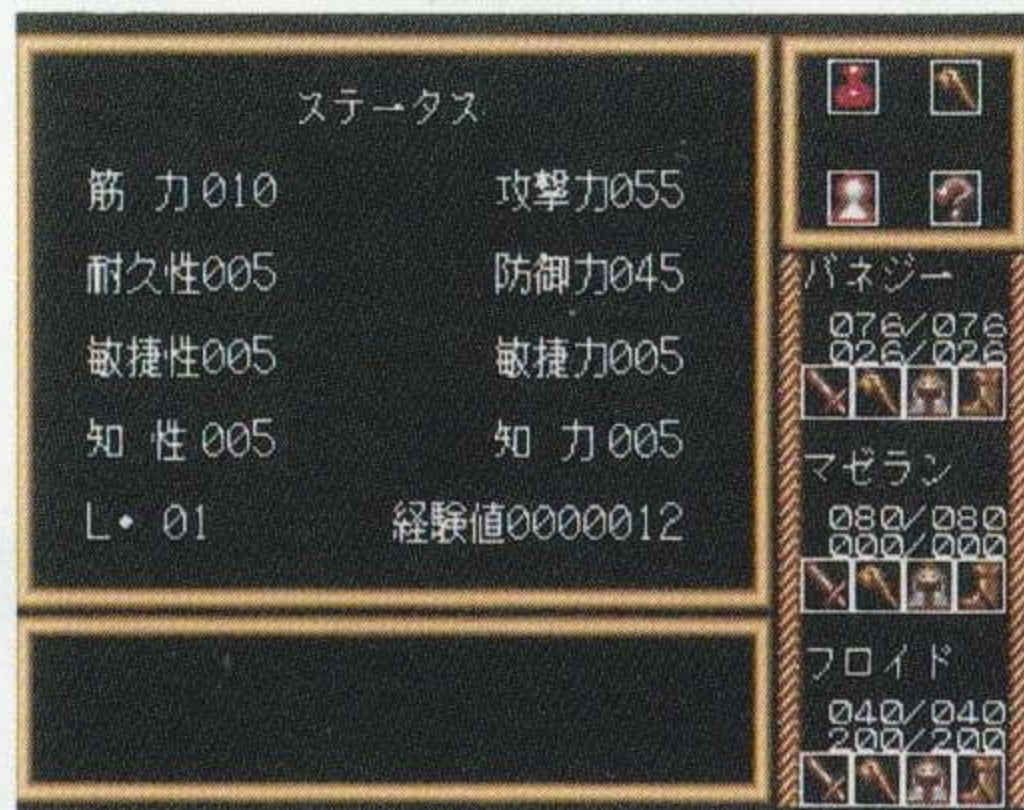 ステータス
筋 力010 攻撃力055
耐久性005 防御力045
敏捷性005 敏捷力005
知 性005 知 力005
L• 01 経験値0000012
バネジー
076/076
026/026
マゼラン
080/080
000/000
フロイド
040/040
200/200